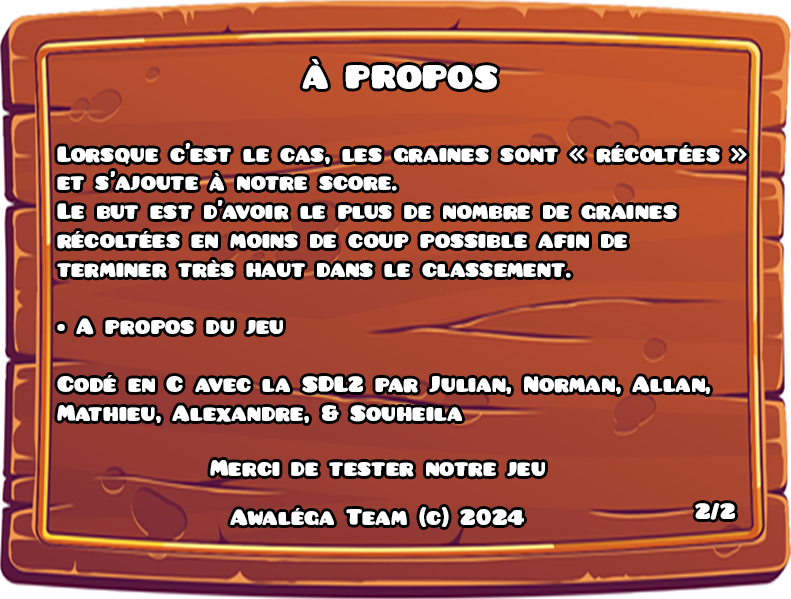 À PROPOS
Lorsque c'est le cas, les graines sont « récoltées »
et s'ajoute à notre score.
Le but est d'avoir le plus de nombre de graines
récoltées en moins de coup possible afin de
terminer très haut dans le classement.
• A propos du jeu
Codé en C avec la SDL2 par Julian, Norman, Allan,
Mathieu, Alexandre, & Souheila
Merci de tester notre jeu
Awaléga Team (c) 2024
2/2